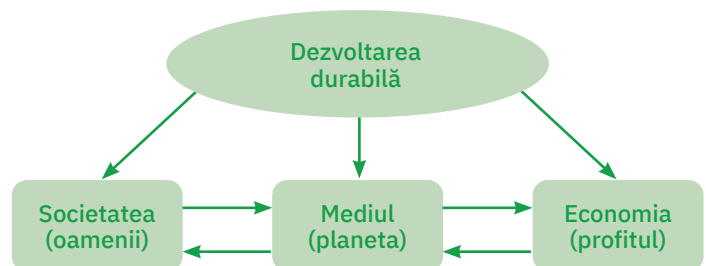 Dezvoltarea
durabilă
Societatea
(oamenii)
Mediul
(planeta)
Economia
(profitul)